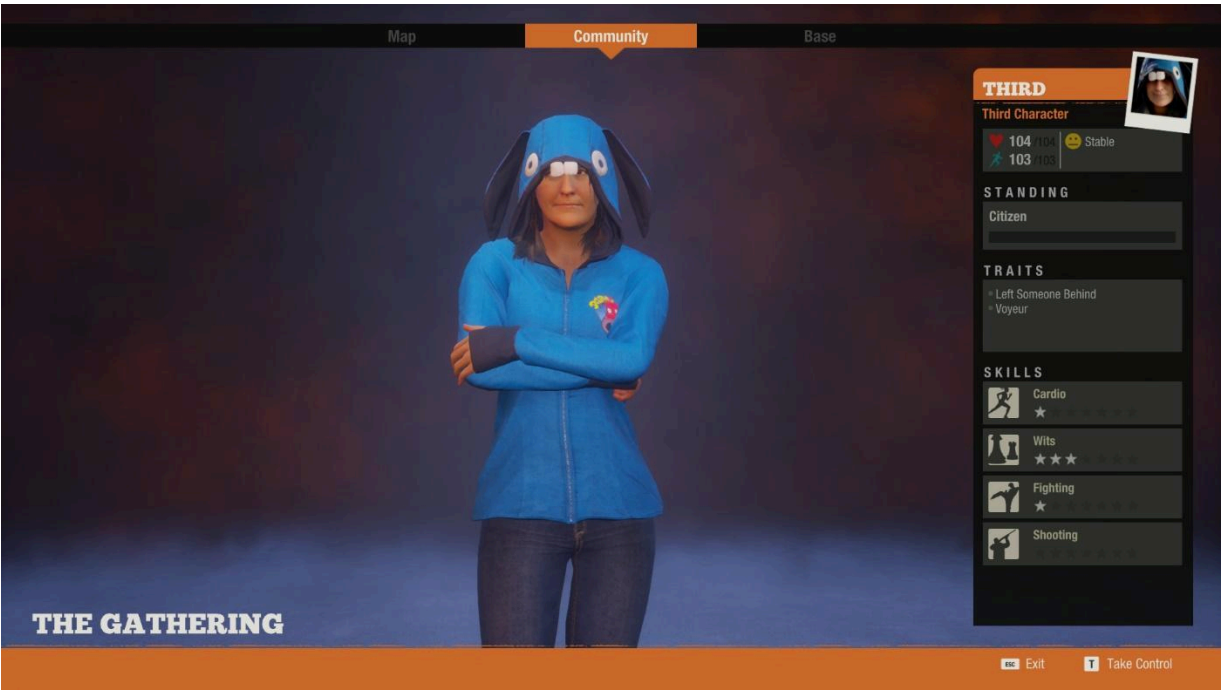 Map
Community
Base
THIRD
Third Character
104 /104
Stable
103 /103
STANDING
Citizen
TRAITS
Left Someone Behind
Voyeur
SKILLS
Cardio
Wits
Fighting
Shooting
THE GATHERING
ESC Exit
T Take Control